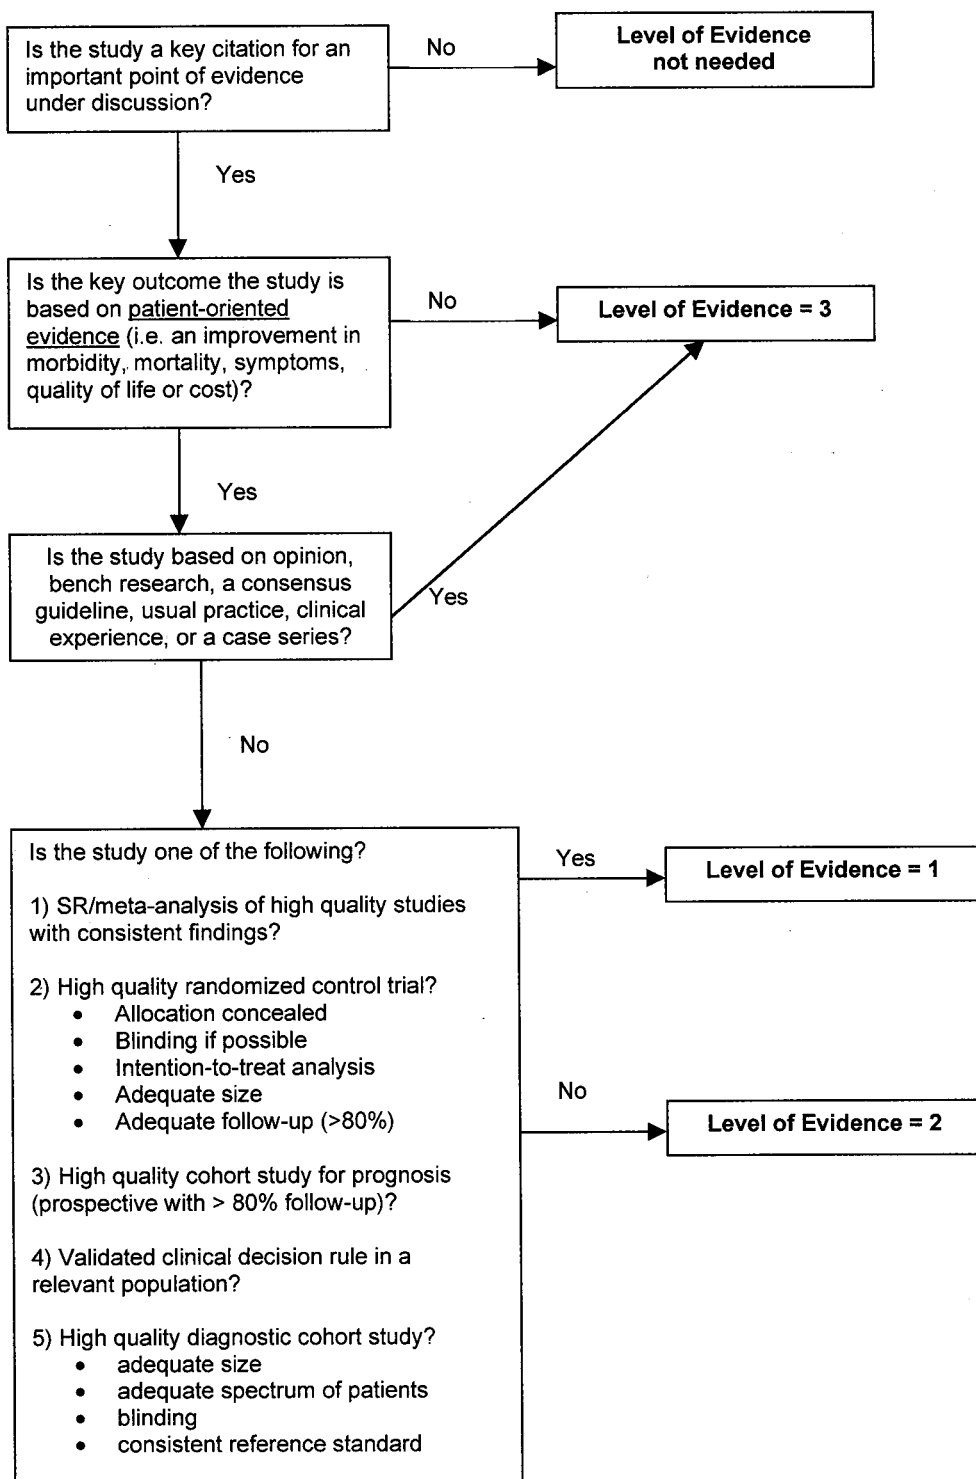 Is the study a key citation for an
important point of evidence
under discussion?
No
Level of Evidence
not needed
Yes
Is the key outcome the study is
based on patient-oriented
evidence (i.e. an improvement in
morbidity, mortality, symptoms,
quality of life or cost)?
No
Level of Evidence = 3
Yes
Is the study based on opinion,
bench research, a consensus
guideline, usual practice, clinical
experience, or a case series?
Yes
No
Is the study one of the following?
1) SR/meta-analysis of high quality studies
with consistent findings?
2) High quality randomized control trial?
• Allocation concealed
• Blinding if possible
• Intention-to-treat analysis
• Adequate size
• Adequate follow-up (>80%)
3) High quality cohort study for prognosis
(prospective with > 80% follow-up)?
4) Validated clinical decision rule in a
relevant population?
5) High quality diagnostic cohort study?
• adequate size
• adequate spectrum of patients
• blinding
• consistent reference standard
Yes
Level of Evidence = 1
No
Level of Evidence = 2